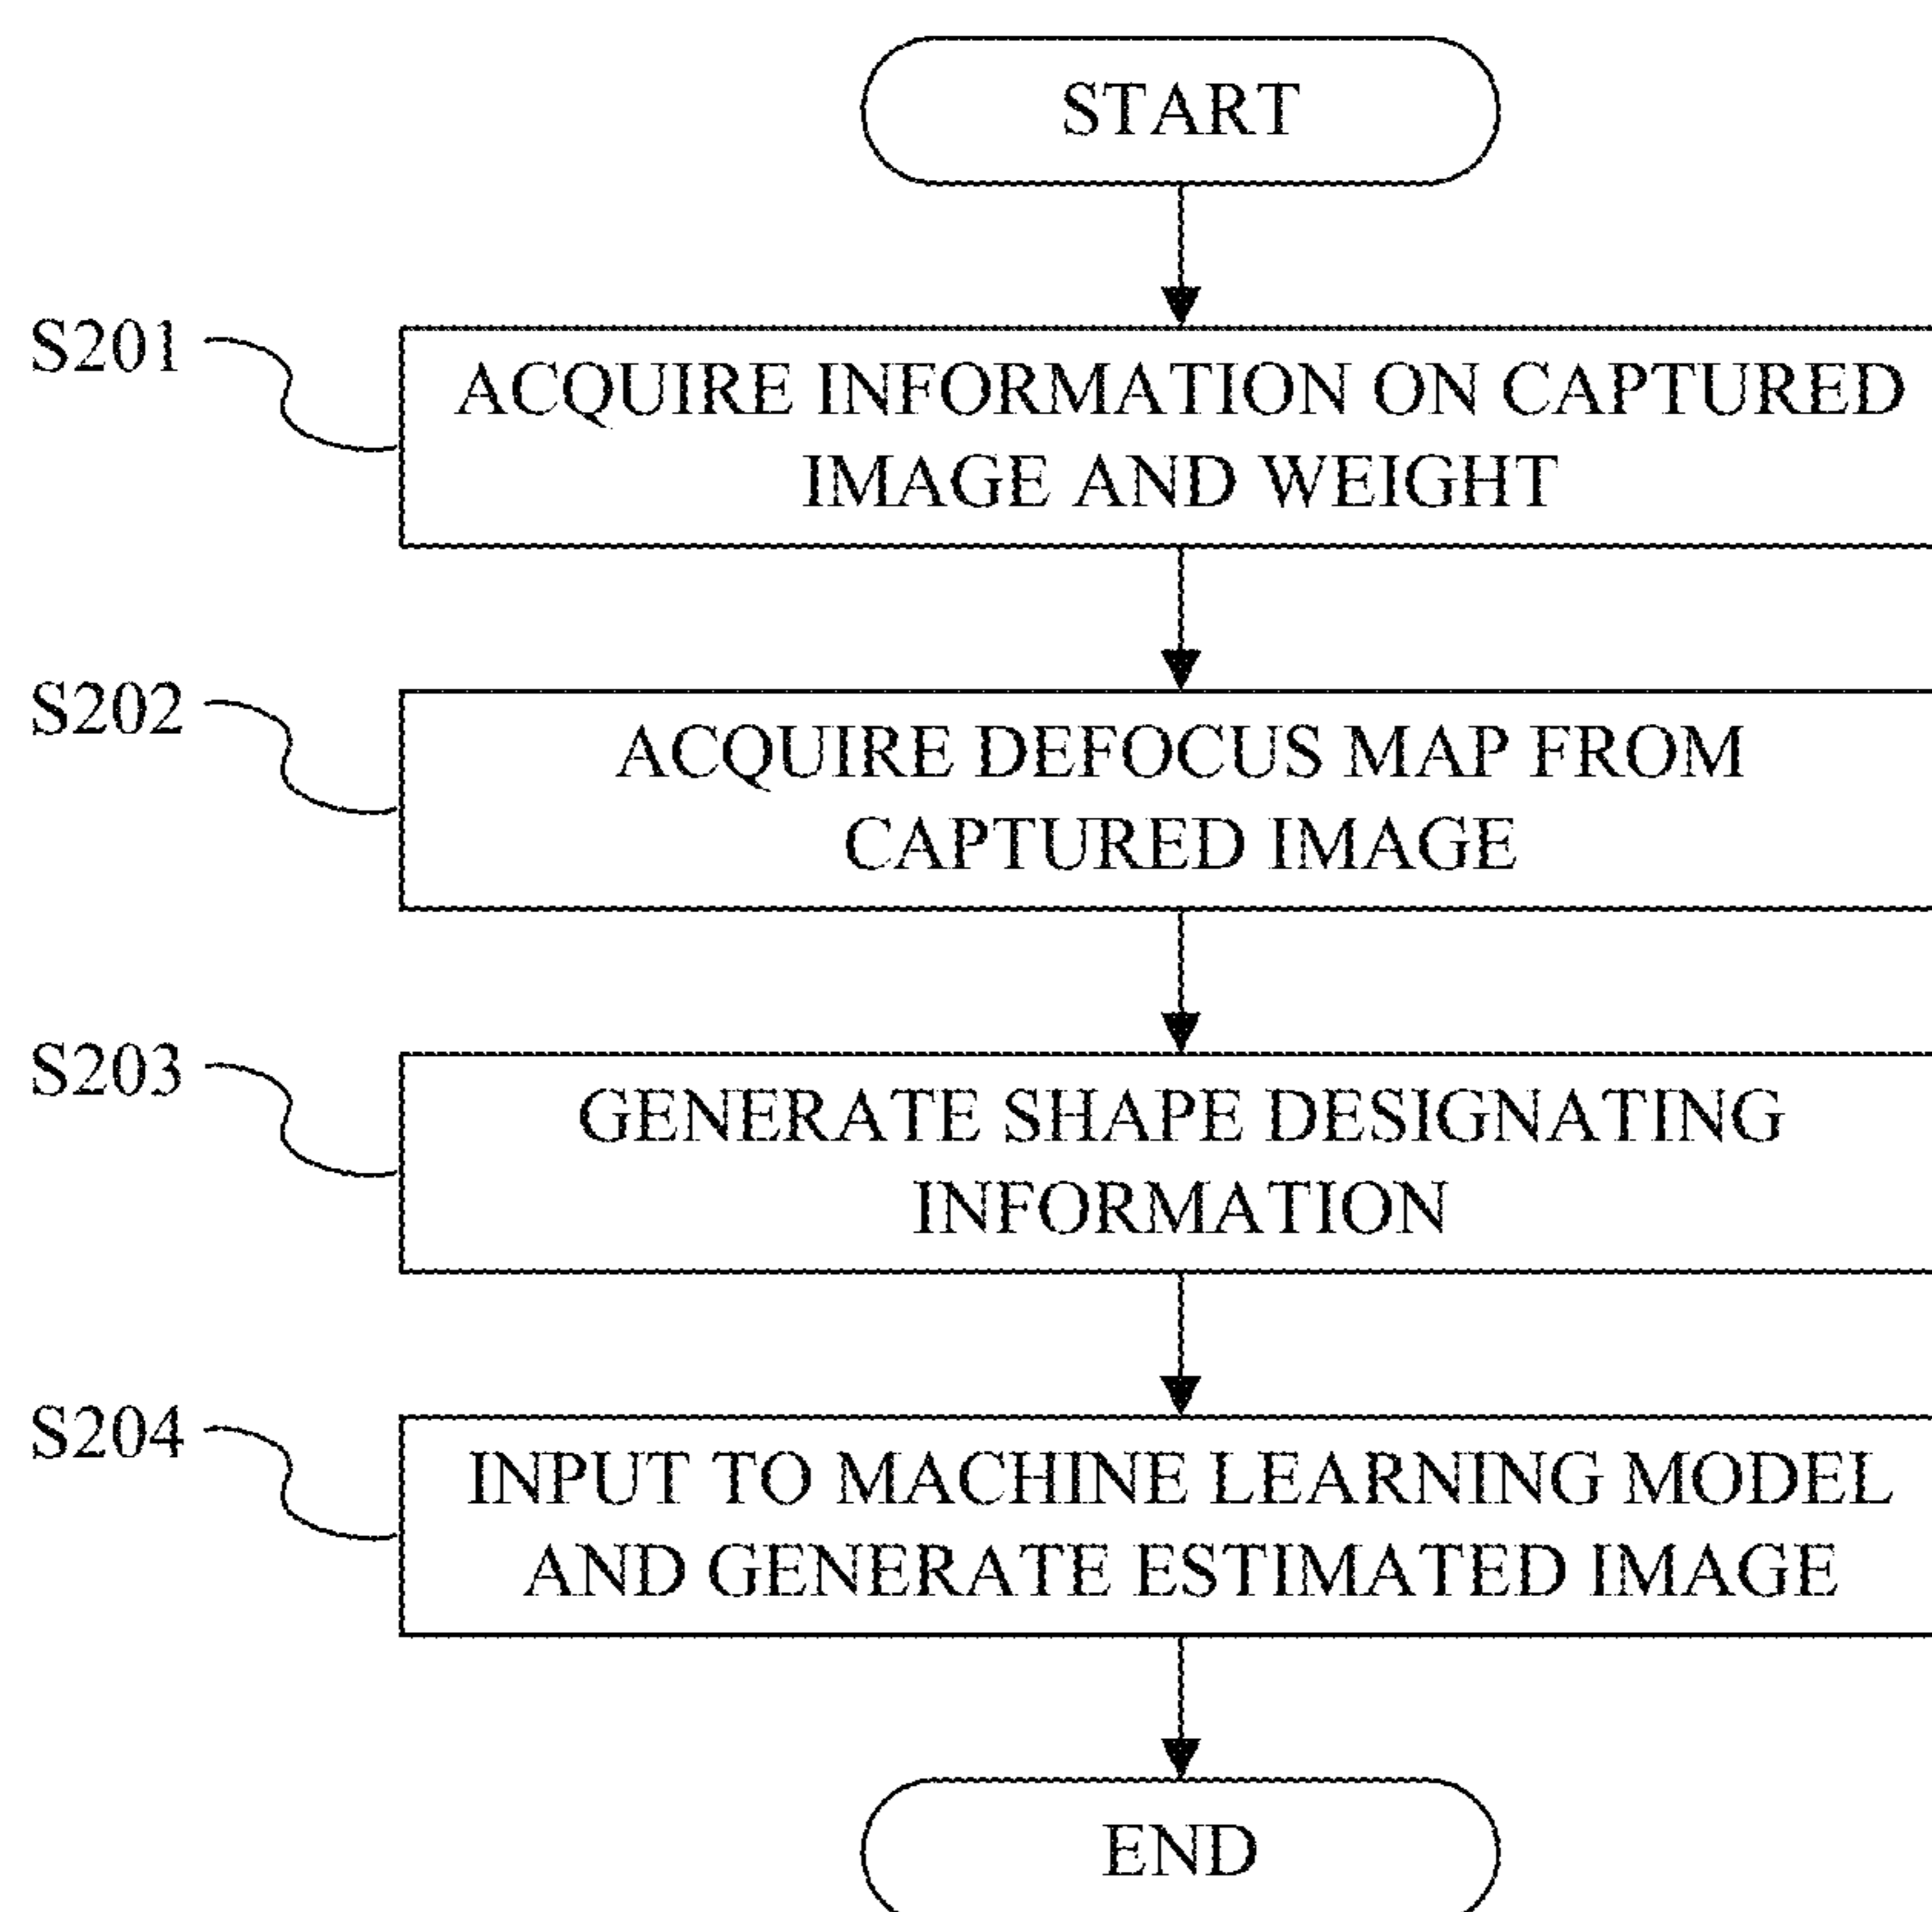 START
S201
ACQUIRE INFORMATION ON CAPTURED
IMAGE AND WEIGHT
S202
ACQUIRE DEFOCUS MAP FROM
CAPTURED IMAGE
S203
GENERATE SHAPE DESIGNATING
INFORMATION
S204
INPUT TO MACHINE LEARNING MODEL
AND GENERATE ESTIMATED IMAGE
END